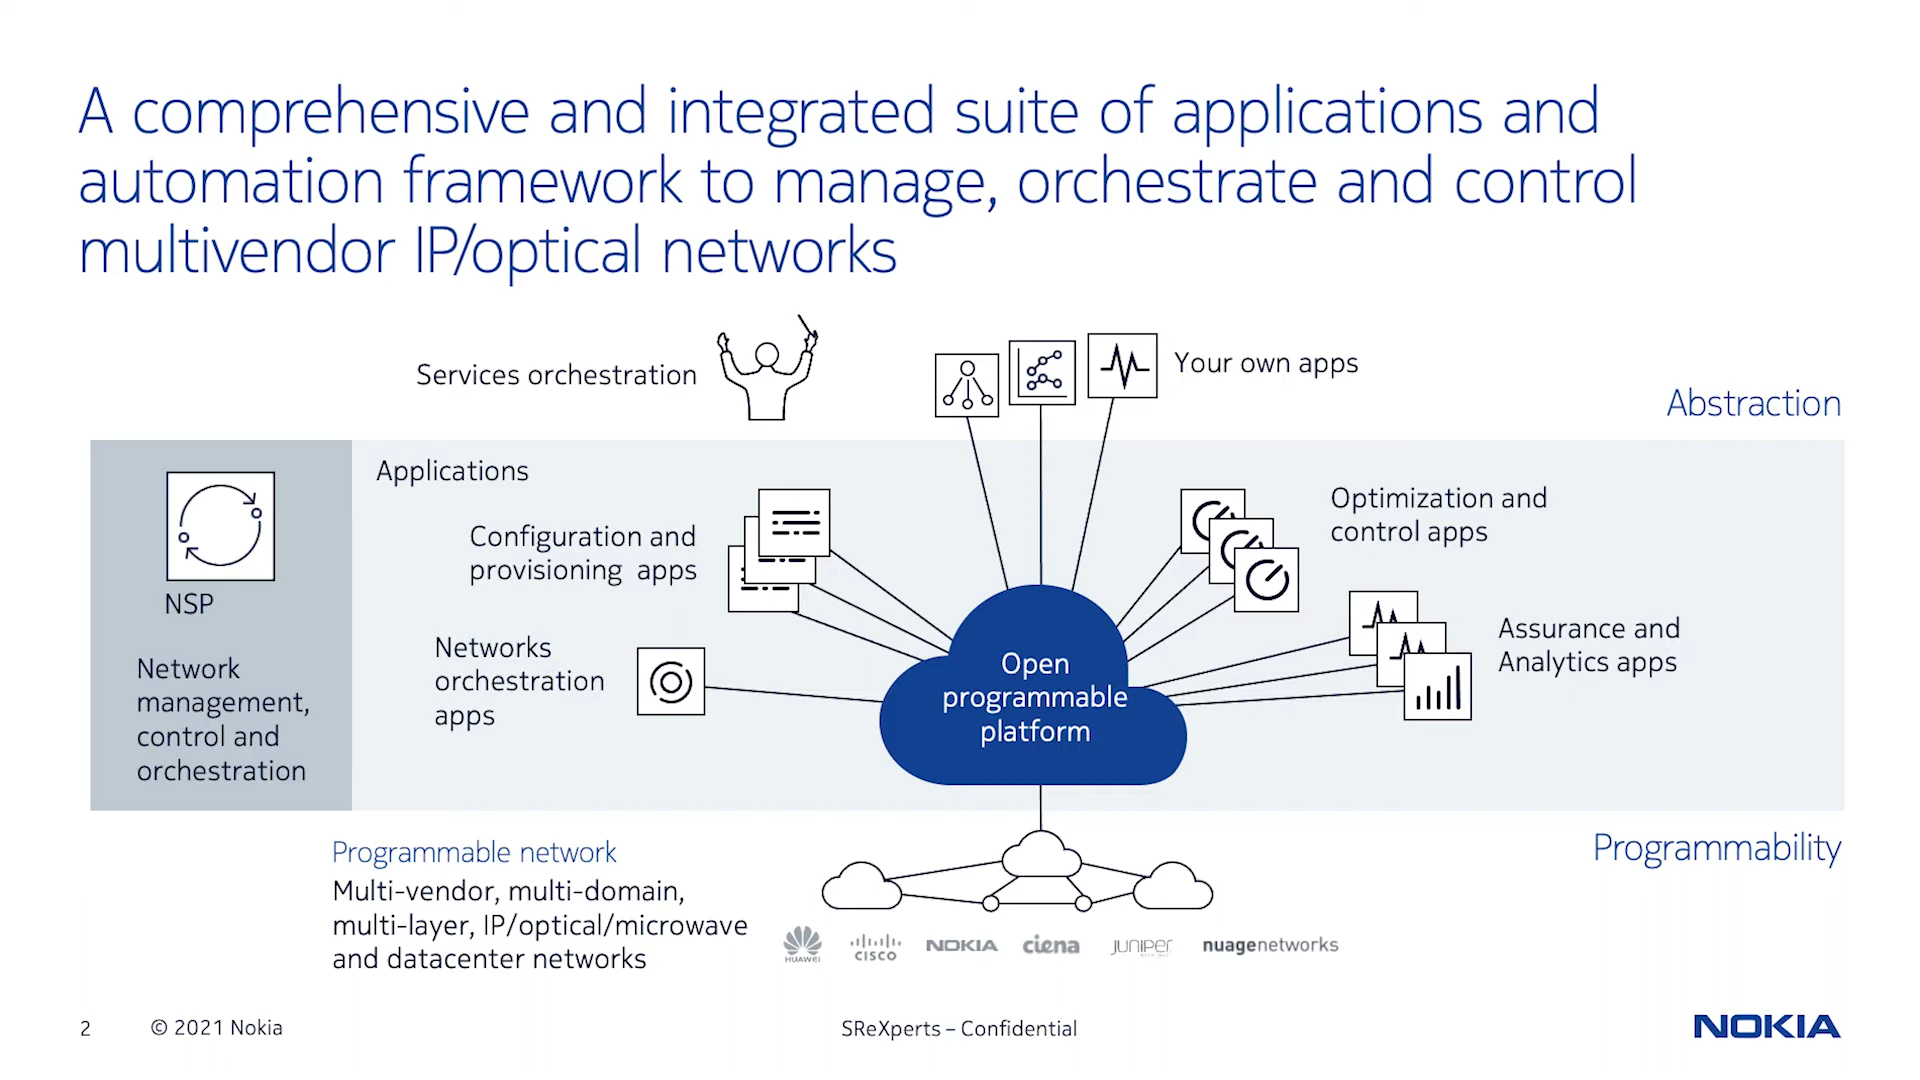 A comprehensive and integrated suite of applications and
automation framework to manage, orchestrate and control
multivendor IP/optical networks
Services orchestration
Your own apps
Abstraction
Applications
Configuration and
provisioning apps
Networks
orchestration
apps
Optimization and
control apps
Assurance and
Analytics apps
NSP
Network
management,
control and
orchestration
Open
programmable
platform
Programmable network
Multi-vendor, multi-domain,
multi-layer, IP/optical/microwave
and datacenter networks
Programmability
HUAWEI
CISCO
NOKIA
ciena
JUNIPER
nuagenetworks
2
© 2021 Nokia
SReXperts – Confidential
NOKIA